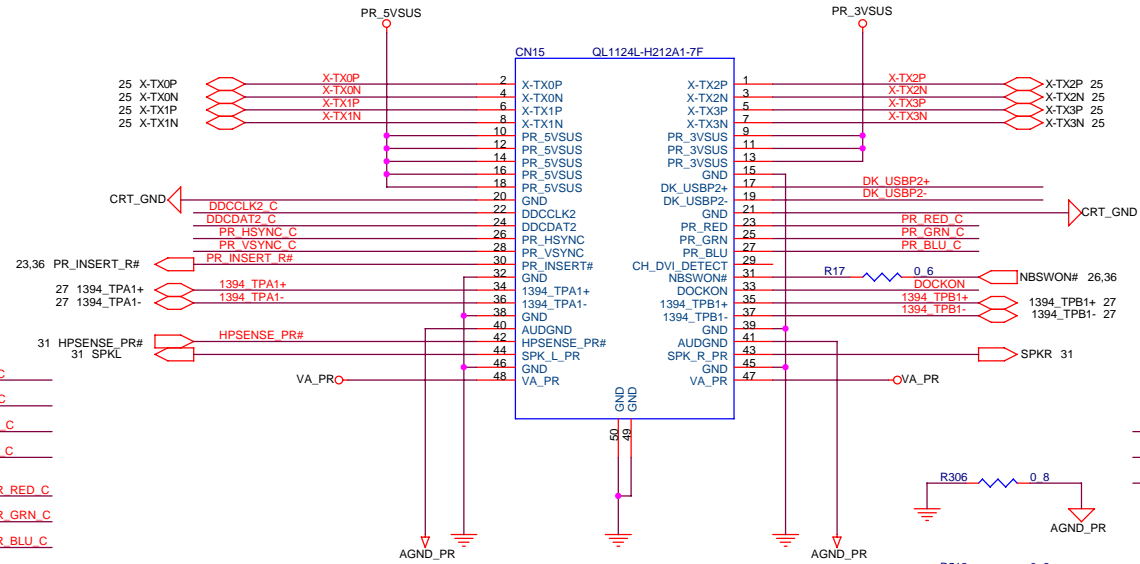 PR_5VSUS PR_3VSUS
CN15 QL1124L-H212A1-7F
25 X-TX0P X-TX0P 2 X-TX0P X-TX2P 1 X-TX2P X-TX2P 25
25 X-TX0N X-TX0N 4 X-TX0N X-TX2N 3 X-TX2N X-TX2N 25
25 X-TX1P X-TX1P 6 X-TX1P X-TX3P 5 X-TX3P X-TX3P 25
25 X-TX1N X-TX1N 8 X-TX1N X-TX3N 7 X-TX3N X-TX3N 25
10 PR_5VSUS PR_3VSUS 9
12 PR_5VSUS PR_3VSUS 11
14 PR_5VSUS PR_3VSUS 13
16 PR_5VSUS GND 15
18 PR_5VSUS DK_USBP2+ 17 DK_USBP2+
CRT_GND 20 GND DK_USBP2- 19 DK_USBP2-
DDCCLK2_C 22 DDCCLK2 GND 21 CRT_GND
DDCDAT2_C 24 DDCDAT2 PR_RED 23 PR_RED_C
PR_HSYNC_C 26 PR_HSYNC PR_GRN 25 PR_GRN_C
PR_VSYNC_C 28 PR_VSYNC PR_BLU 27 PR_BLU_C
23,36 PR_INSERT_R# PR_INSERT_R# 30 PR_INSERT# CH_DVI_DETECT 29
32 GND NBSWON# 31 R17 0_6 NBSWON# 26,36
27 1394_TPA1+ 1394_TPA1+ 34 1394_TPA1+ DOCKON 33 DOCKON
27 1394_TPA1- 1394_TPA1- 36 1394_TPA1- 1394_TPB1+ 35 1394_TPB1+ 1394_TPB1+ 27
38 GND 1394_TPB1- 37 1394_TPB1- 1394_TPB1- 27
40 AUDGND GND 39
31 HPSENSE_PR# HPSENSE_PR# 42 HPSENSE_PR# AUDGND 41
31 SPKL 44 SPK_L_PR SPK_R_PR 43 SPKR 31
46 GND GND 45
VA_PR 48 VA_PR VA_PR 47 VA_PR
C
C
_C
_C
GND GND
50 49
R_RED_C
R_GRN_C
R_BLU_C
R306 0_8
AGND_PR
AGND_PR AGND_PR